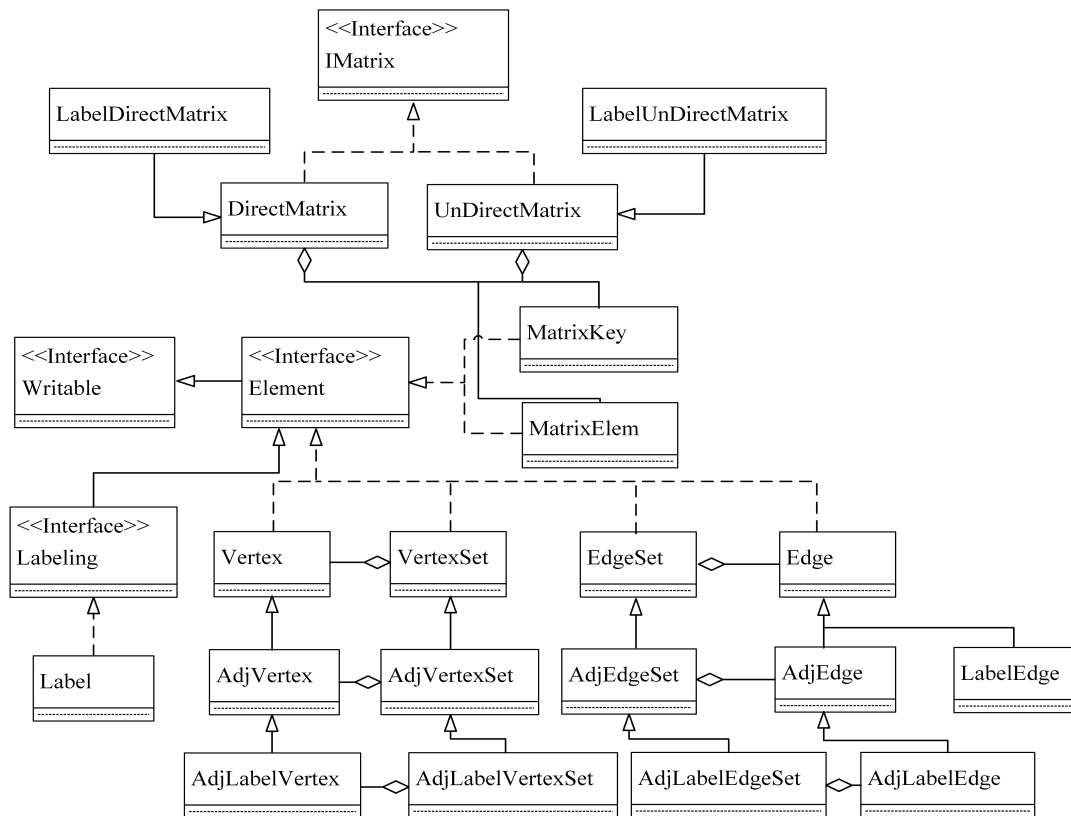 <<Interface>>
IMatrix
LabelDirectMatrix
LabelUnDirectMatrix
DirectMatrix
UnDirectMatrix
MatrixKey
<<Interface>>
Writable
<<Interface>>
Element
MatrixElem
<<Interface>>
Labeling
Vertex
VertexSet
EdgeSet
Edge
Label
AdjVertex
AdjVertexSet
AdjEdgeSet
AdjEdge
LabelEdge
AdjLabelVertex
AdjLabelVertexSet
AdjLabelEdgeSet
AdjLabelEdge